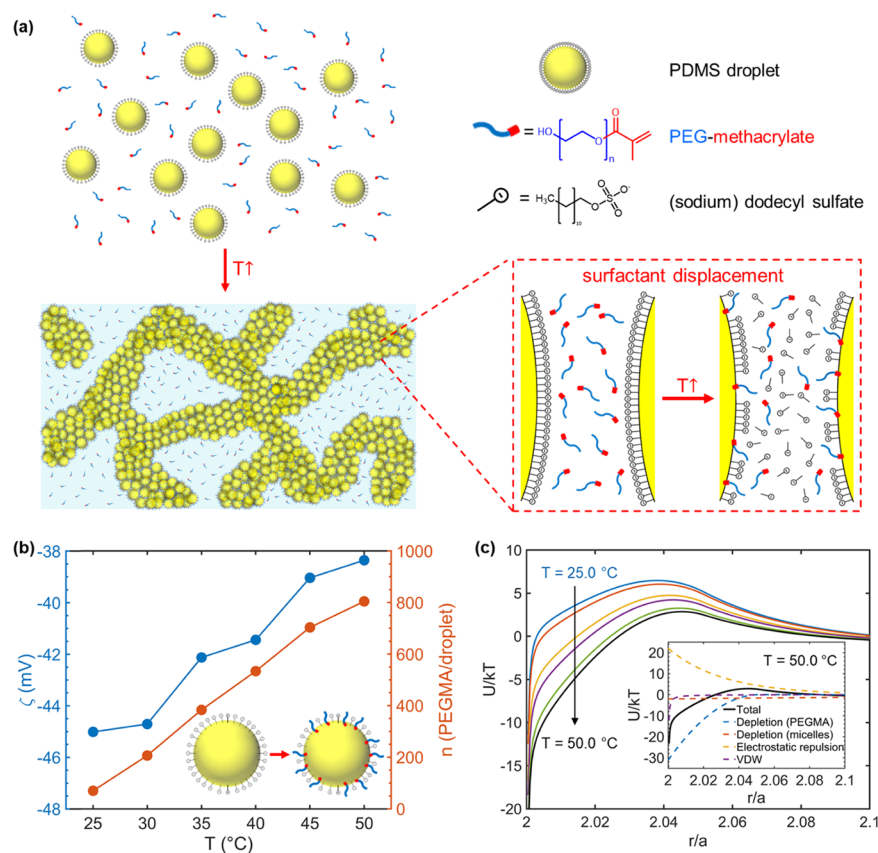 (a)
PDMS droplet
HO
O
O
n
= PEG-methacrylate
H3C
10
O
S
O
O
O-
= (sodium) dodecyl sulfate
T↑
surfactant displacement
T↑
(b)
-38
-40
-42
-44
-46
-48
ζ (mV)
1000
800
600
400
200
0
n (PEGMA/droplet)
25 30 35 40 45 50
T (°C)
(c)
10
5
0
-5
-10
-15
-20
U/kT
T = 25.0 °C
T = 50.0 °C
2 2.02 2.04 2.06 2.08 2.1
r/a
T = 50.0 °C
20
10
0
-10
-20
-30
U/kT
Total
Depletion (PEGMA)
Depletion (micelles)
Electrostatic repulsion
VDW
2 2.02 2.04 2.06 2.08 2.1
r/a